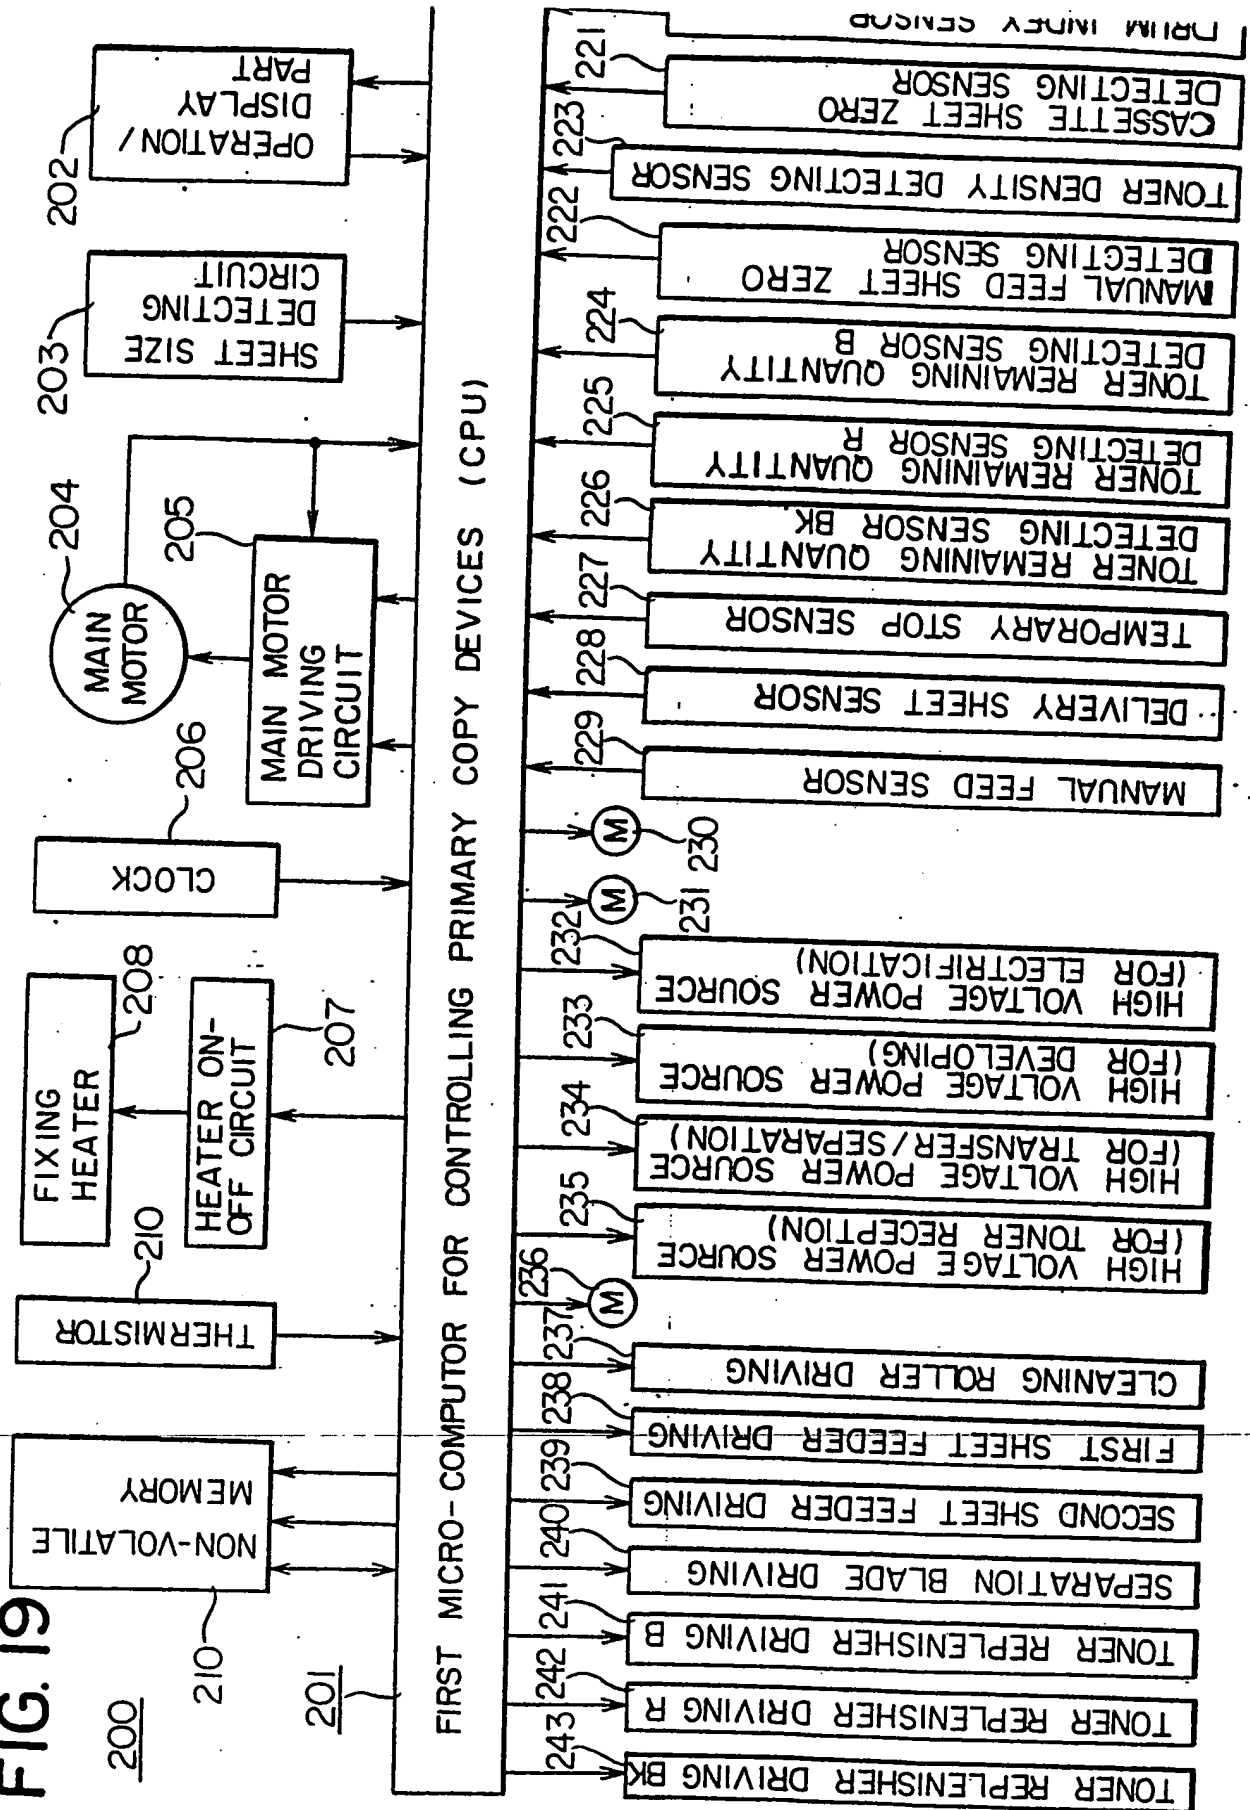 FIG. 19
200
NON-VOLATILE
MEMORY
210
THERMISTOR
210
FIXING
HEATER
208
HEATER ON-
OFF CIRCUIT
207
CLOCK
206
MAIN
MOTOR
204
MAIN MOTOR
DRIVING
CIRCUIT
205
SHEET SIZE
DETECTING
CIRCUIT
203
OPERATION/
DISPLAY
PART
202
201
FIRST MICRO-COMPUTOR FOR CONTROLLING PRIMARY COPY DEVICES (CPU)
243
TONER REPLENISHER DRIVING BK
242
TONER REPLENISHER DRIVING R
241
TONER REPLENISHER DRIVING B
240
SEPARATION BLADE DRIVING
239
SECOND SHEET FEEDER DRIVING
238
FIRST SHEET FEEDER DRIVING
237
CLEANING ROLLER DRIVING
236
M
235
HIGH VOLTAGE POWER SOURCE
(FOR TONER RECEPTION)
234
HIGH VOLTAGE POWER SOURCE
(FOR TRANSFER/SEPARATION)
233
HIGH VOLTAGE POWER SOURCE
(FOR DEVELOPING)
232
HIGH VOLTAGE POWER SOURCE
(FOR ELECTRIFICATION)
M
231
M
230
229
MANUAL FEED SENSOR
228
DELIVERY SHEET SENSOR
227
TEMPORARY STOP SENSOR
226
TONER REMAINING QUANTITY
DETECTING SENSOR BK
225
TONER REMAINING QUANTITY
DETECTING SENSOR R
224
TONER REMAINING QUANTITY
DETECTING SENSOR B
222
MANUAL FEED SHEET ZERO
DETECTING SENSOR
223
TONER DENSITY DETECTING SENSOR
221
CASSETTE SHEET ZERO
DETECTING SENSOR
DRUM INDEX SENSOR